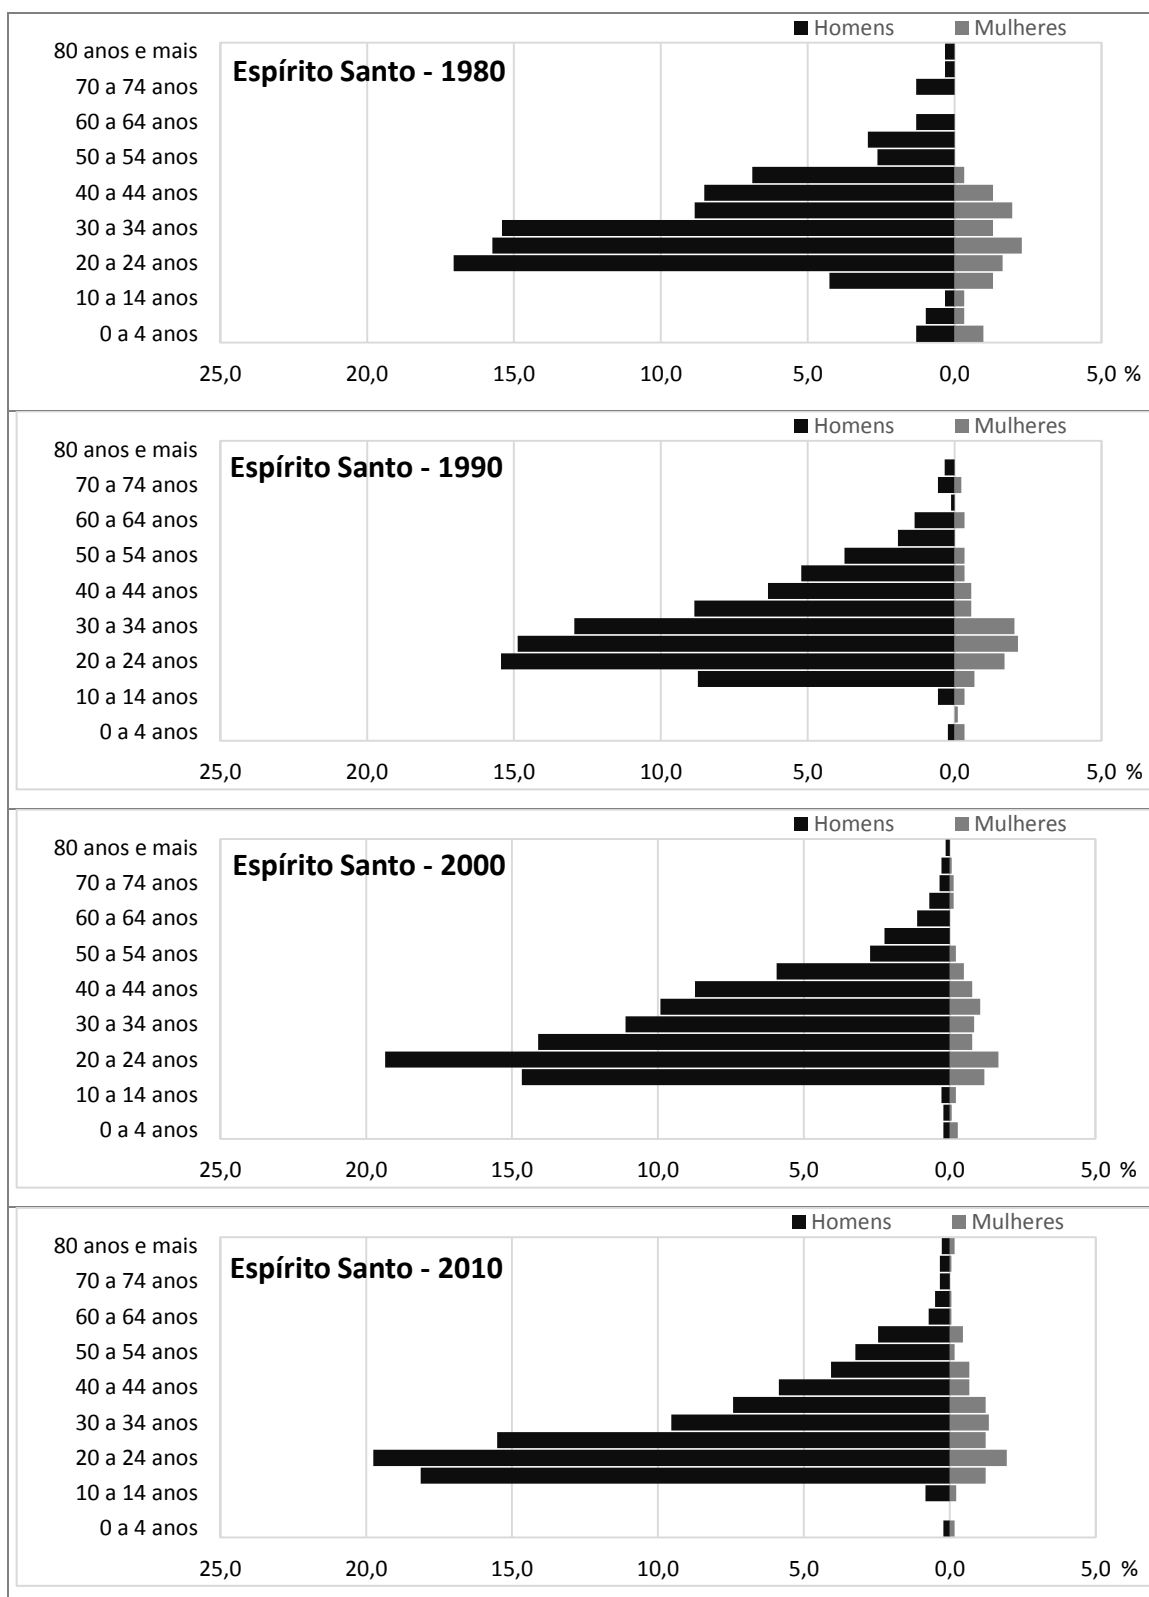 Homens Mulheres
Espírito Santo - 1980
80 anos e mais
70 a 74 anos
60 a 64 anos
50 a 54 anos
40 a 44 anos
30 a 34 anos
20 a 24 anos
10 a 14 anos
0 a 4 anos
25,0 20,0 15,0 10,0 5,0 0,0 5,0 %
Homens Mulheres
Espírito Santo - 1990
80 anos e mais
70 a 74 anos
60 a 64 anos
50 a 54 anos
40 a 44 anos
30 a 34 anos
20 a 24 anos
10 a 14 anos
0 a 4 anos
25,0 20,0 15,0 10,0 5,0 0,0 5,0 %
Homens Mulheres
Espírito Santo - 2000
80 anos e mais
70 a 74 anos
60 a 64 anos
50 a 54 anos
40 a 44 anos
30 a 34 anos
20 a 24 anos
10 a 14 anos
0 a 4 anos
25,0 20,0 15,0 10,0 5,0 0,0 5,0 %
Homens Mulheres
Espírito Santo - 2010
80 anos e mais
70 a 74 anos
60 a 64 anos
50 a 54 anos
40 a 44 anos
30 a 34 anos
20 a 24 anos
10 a 14 anos
0 a 4 anos
25,0 20,0 15,0 10,0 5,0 0,0 5,0 %